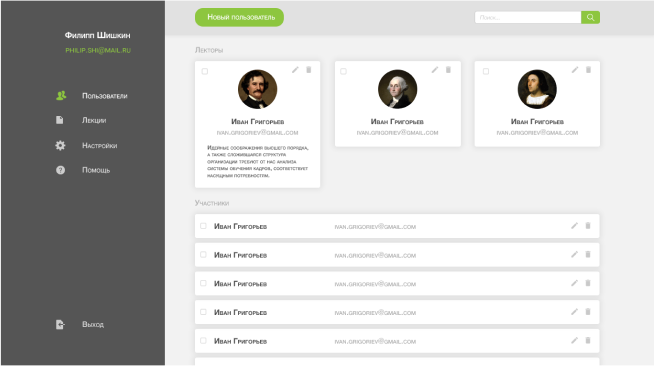 Филипп Шишкин
philip.shi@mail.ru
Пользователи
Лекции
Настройки
Помощь
Выход
Новый пользователь
Поиск...
Лекторы
Иван Григорьев
ivan.grigoriev@gmail.com
Идейные соображения высшего порядка,
а также сложившаяся структура
организации требуют от нас анализа
системы обучения кадров, соответствует
насущным потребностям.
Иван Григорьев
ivan.grigoriev@gmail.com
Иван Григорьев
ivan.grigoriev@gmail.com
Участники
Иван Григорьев ivan.grigoriev@gmail.com
Иван Григорьев ivan.grigoriev@gmail.com
Иван Григорьев ivan.grigoriev@gmail.com
Иван Григорьев ivan.grigoriev@gmail.com
Иван Григорьев ivan.grigoriev@gmail.com